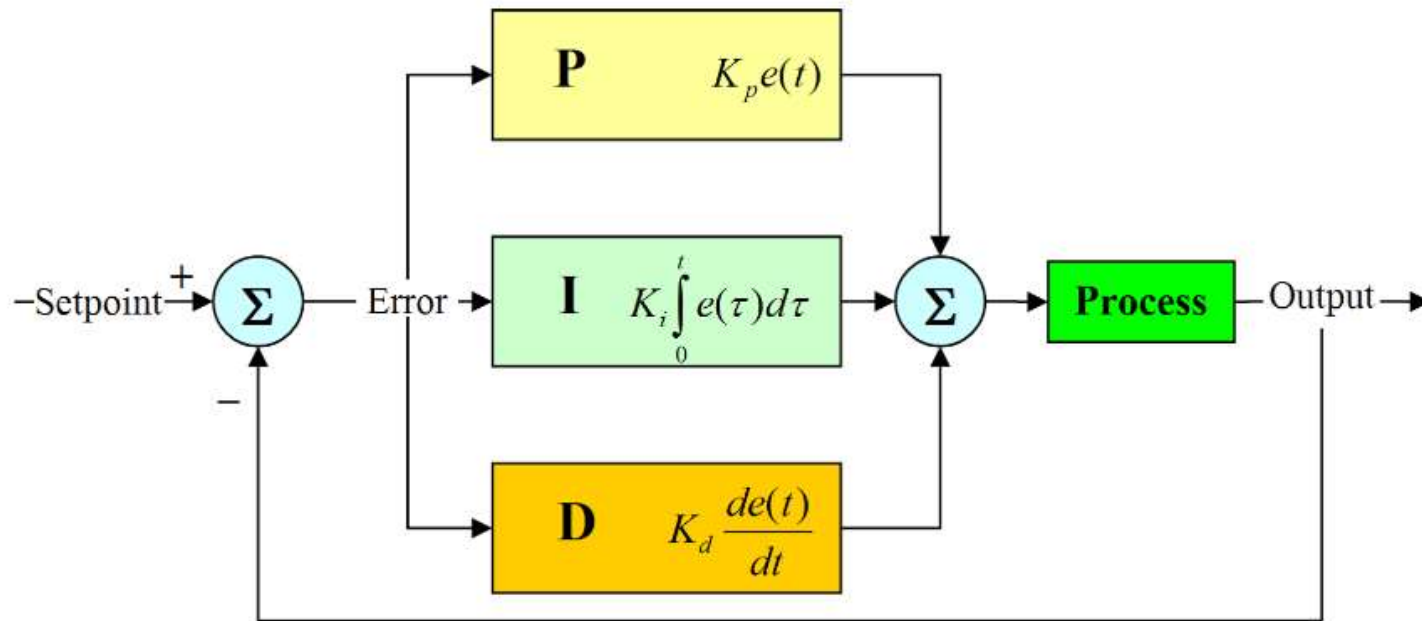 P K_p e(t)
–Setpoint + Σ Error I K_i ∫_0^t e(τ)dτ Σ Process Output
–
D K_d de(t)/dt